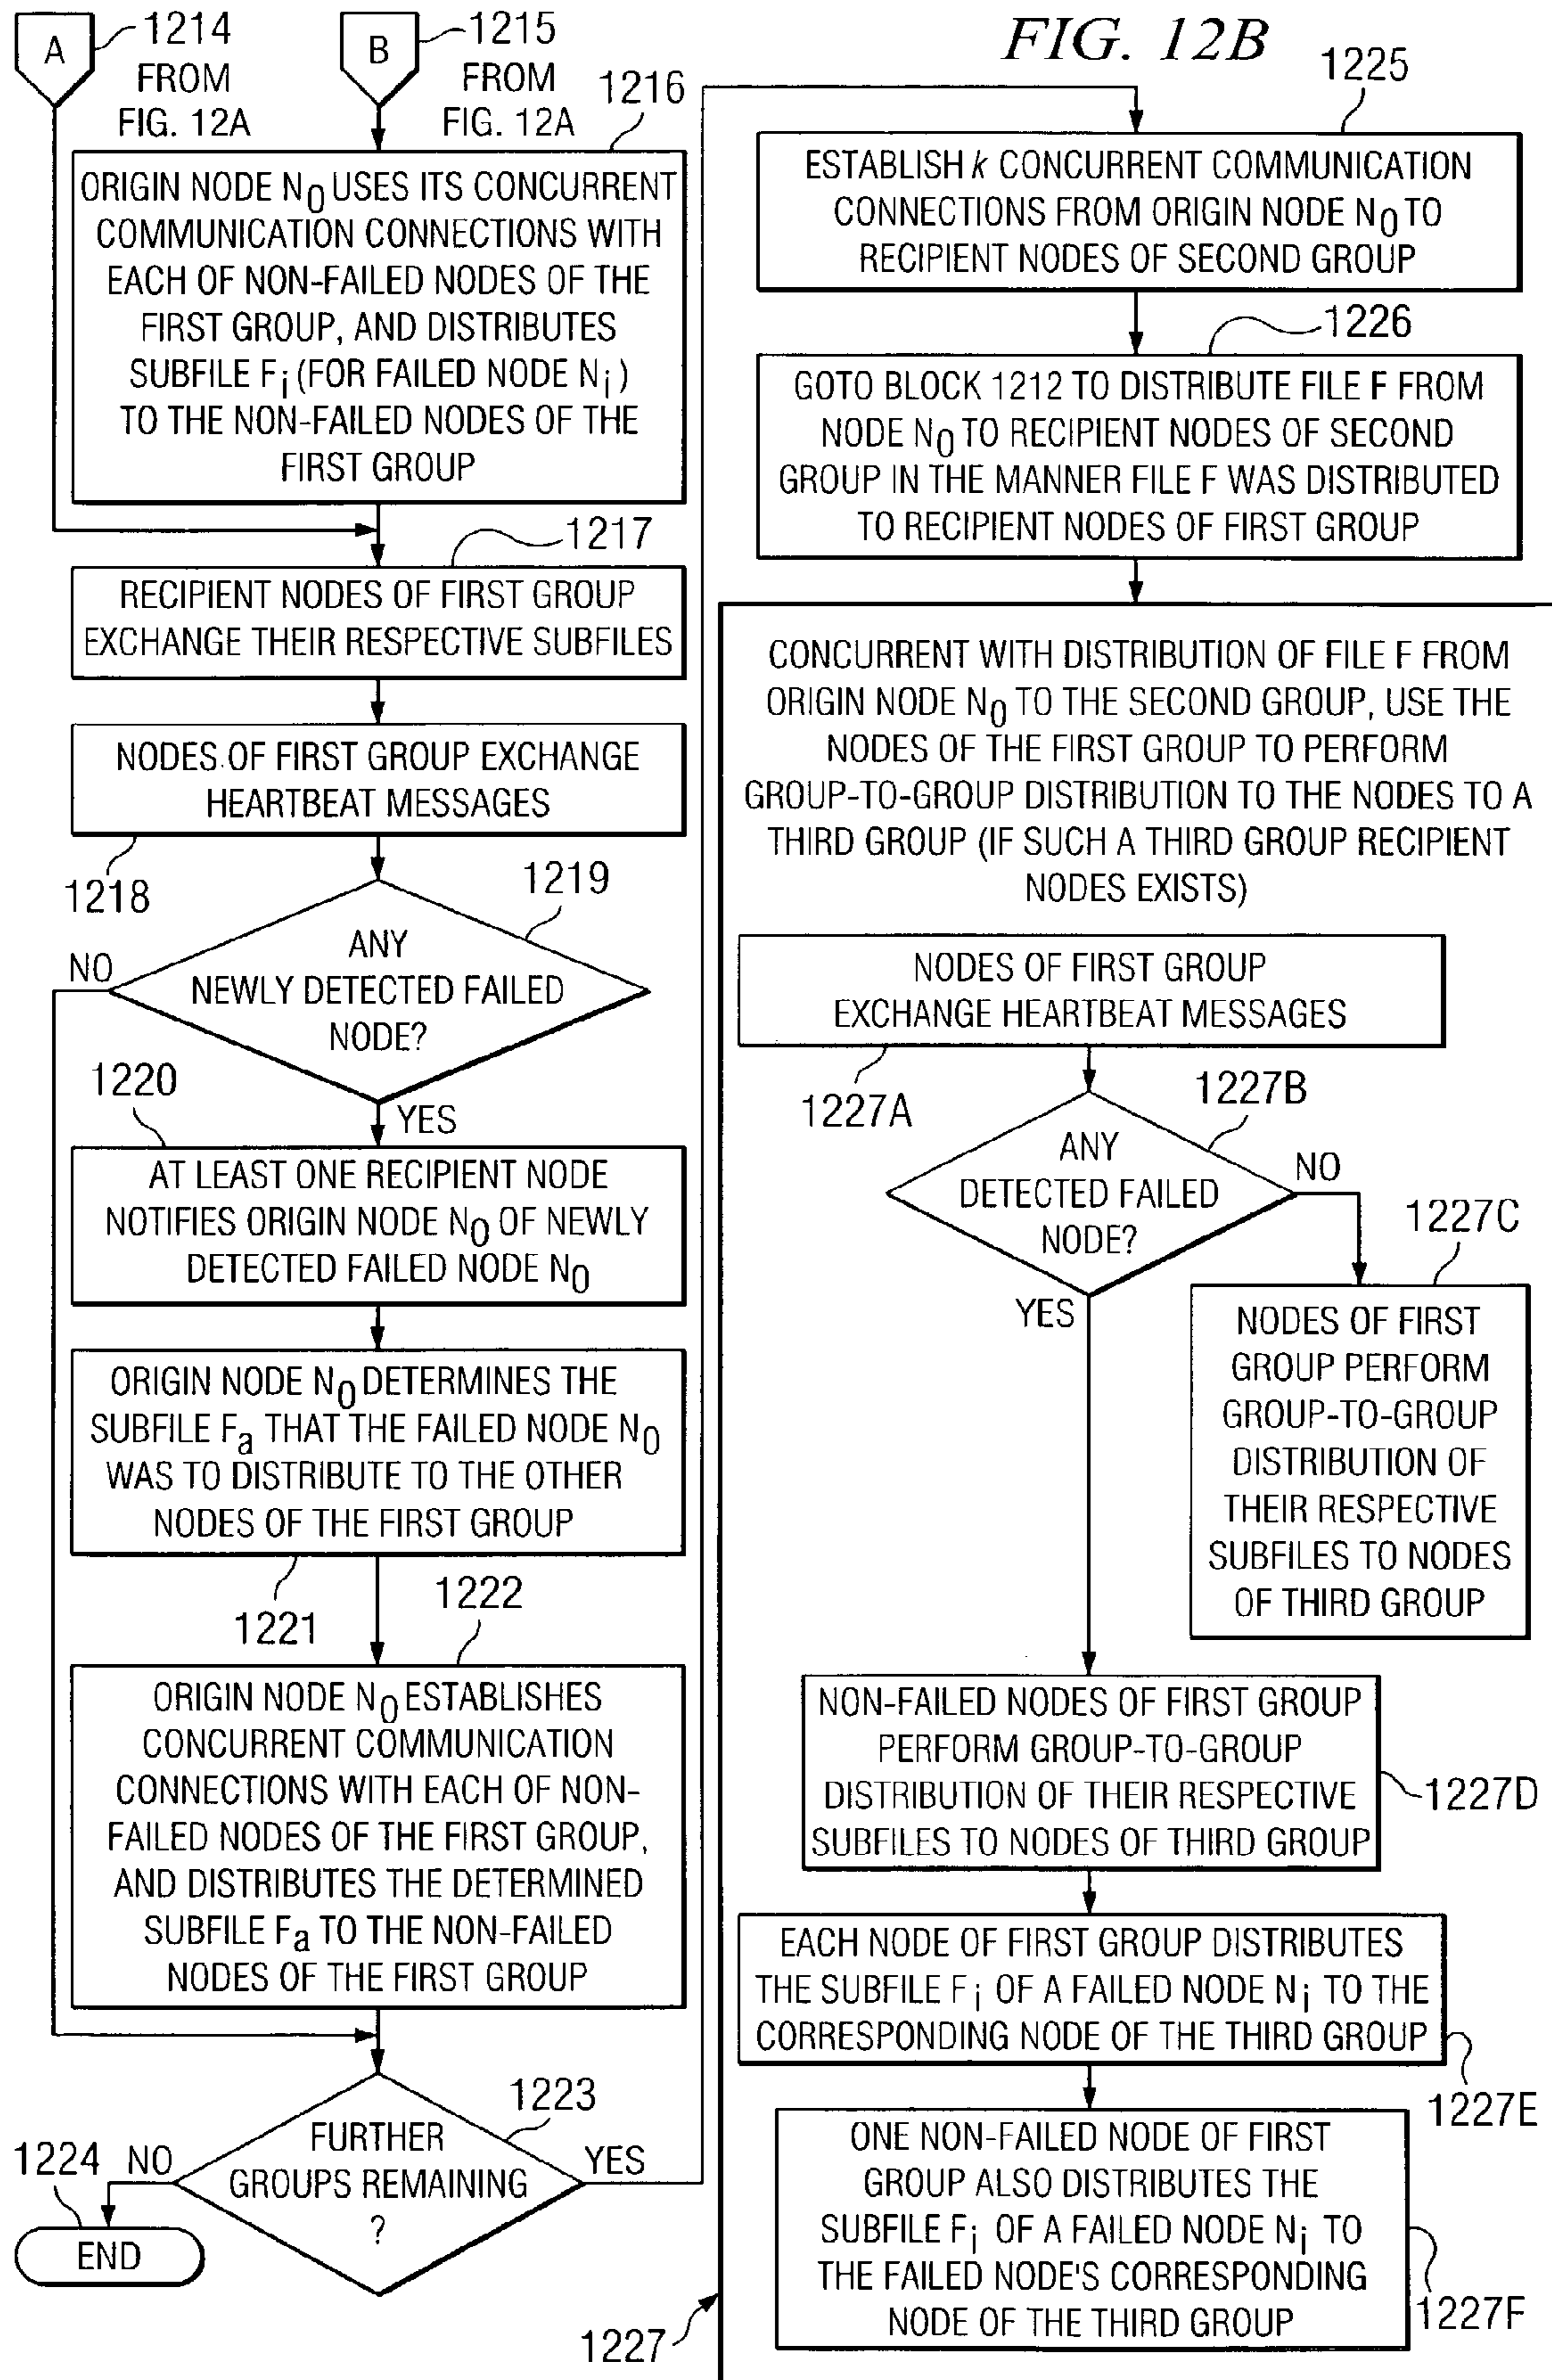 FIG. 12B
A
1214
FROM
FIG. 12A
B
1215
FROM
FIG. 12A
1216
ORIGIN NODE N0 USES ITS CONCURRENT
COMMUNICATION CONNECTIONS WITH
EACH OF NON-FAILED NODES OF THE
FIRST GROUP, AND DISTRIBUTES
SUBFILE Fi (FOR FAILED NODE Ni)
TO THE NON-FAILED NODES OF THE
FIRST GROUP
1217
RECIPIENT NODES OF FIRST GROUP
EXCHANGE THEIR RESPECTIVE SUBFILES
NODES OF FIRST GROUP EXCHANGE
HEARTBEAT MESSAGES
1218
1219
ANY
NEWLY DETECTED FAILED
NODE?
NO
YES
1220
AT LEAST ONE RECIPIENT NODE
NOTIFIES ORIGIN NODE N0 OF NEWLY
DETECTED FAILED NODE N0
ORIGIN NODE N0 DETERMINES THE
SUBFILE Fa THAT THE FAILED NODE N0
WAS TO DISTRIBUTE TO THE OTHER
NODES OF THE FIRST GROUP
1221
1222
ORIGIN NODE N0 ESTABLISHES
CONCURRENT COMMUNICATION
CONNECTIONS WITH EACH OF NON-
FAILED NODES OF THE FIRST GROUP,
AND DISTRIBUTES THE DETERMINED
SUBFILE Fa TO THE NON-FAILED
NODES OF THE FIRST GROUP
1223
FURTHER
GROUPS REMAINING
?
NO
YES
1224
END
1225
ESTABLISH k CONCURRENT COMMUNICATION
CONNECTIONS FROM ORIGIN NODE N0 TO
RECIPIENT NODES OF SECOND GROUP
1226
GOTO BLOCK 1212 TO DISTRIBUTE FILE F FROM
NODE N0 TO RECIPIENT NODES OF SECOND
GROUP IN THE MANNER FILE F WAS DISTRIBUTED
TO RECIPIENT NODES OF FIRST GROUP
CONCURRENT WITH DISTRIBUTION OF FILE F FROM
ORIGIN NODE N0 TO THE SECOND GROUP, USE THE
NODES OF THE FIRST GROUP TO PERFORM
GROUP-TO-GROUP DISTRIBUTION TO THE NODES TO A
THIRD GROUP (IF SUCH A THIRD GROUP RECIPIENT
NODES EXISTS)
NODES OF FIRST GROUP
EXCHANGE HEARTBEAT MESSAGES
1227A
1227B
ANY
DETECTED FAILED
NODE?
NO
YES
1227C
NODES OF FIRST
GROUP PERFORM
GROUP-TO-GROUP
DISTRIBUTION OF
THEIR RESPECTIVE
SUBFILES TO NODES
OF THIRD GROUP
NON-FAILED NODES OF FIRST GROUP
PERFORM GROUP-TO-GROUP
DISTRIBUTION OF THEIR RESPECTIVE
SUBFILES TO NODES OF THIRD GROUP
1227D
EACH NODE OF FIRST GROUP DISTRIBUTES
THE SUBFILE Fi OF A FAILED NODE Ni TO THE
CORRESPONDING NODE OF THE THIRD GROUP
1227E
ONE NON-FAILED NODE OF FIRST
GROUP ALSO DISTRIBUTES THE
SUBFILE Fi OF A FAILED NODE Ni TO
THE FAILED NODE'S CORRESPONDING
NODE OF THE THIRD GROUP
1227F
1227